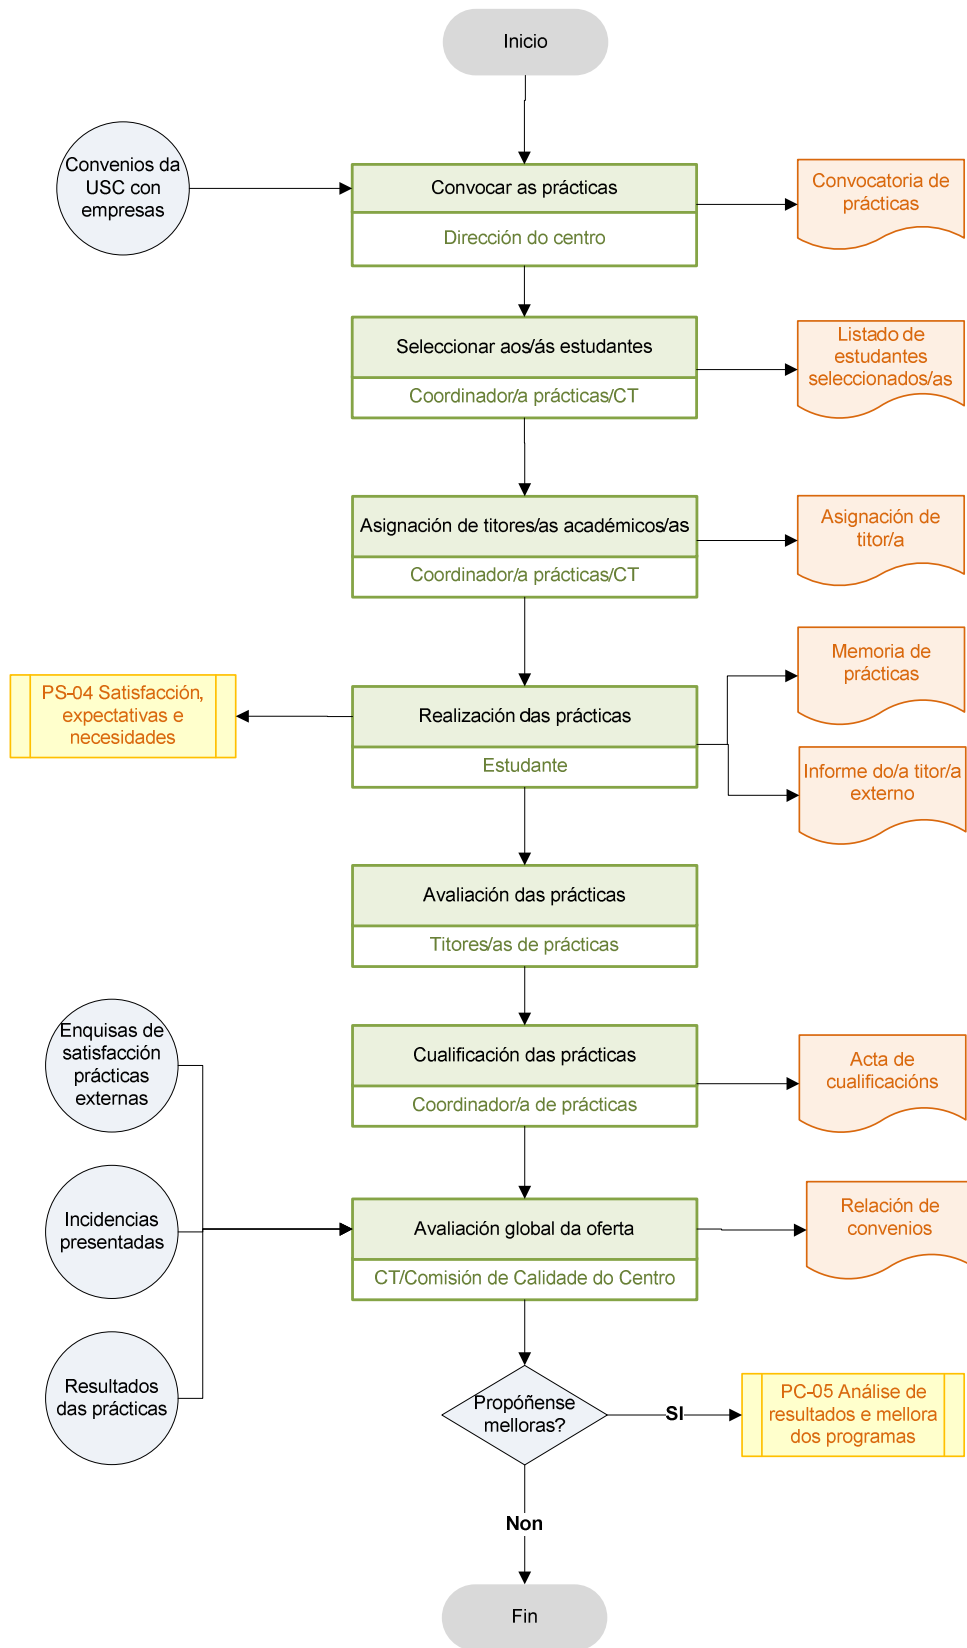 Inicio
Convenios da
USC con
empresas
Convocar as prácticas
Dirección do centro
Convocatoria de
prácticas
Seleccionar aos/ás estudantes
Coordinador/a prácticas/CT
Listado de
estudantes
seleccionados/as
Asignación de titores/as académicos/as
Coordinador/a prácticas/CT
Asignación de
titor/a
Memoria de
prácticas
PS-04 Satisfacción,
expectativas e
necesidades
Realización das prácticas
Estudante
Informe do/a titor/a
externo
Avaliación das prácticas
Titores/as de prácticas
Enquisas de
satisfacción
prácticas
externas
Cualificación das prácticas
Coordinador/a de prácticas
Acta de
cualificacións
Incidencias
presentadas
Avaliación global da oferta
CT/Comisión de Calidade do Centro
Relación de
convenios
Resultados
das prácticas
Propóñense
melloras?
SI
PC-05 Análise de
resultados e mellora
dos programas
Non
Fin